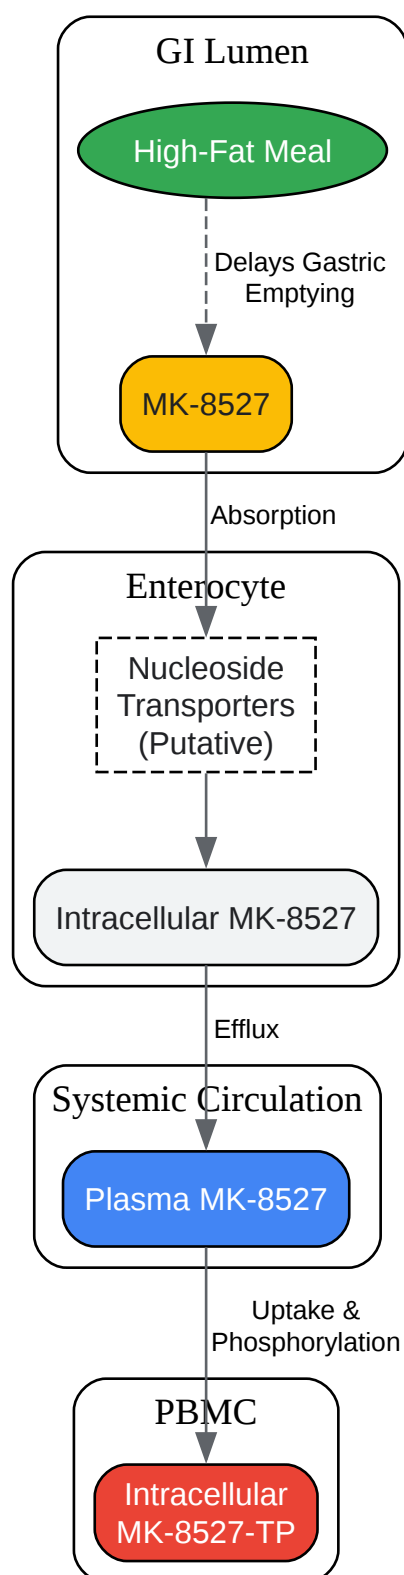 GI Lumen
High-Fat Meal
Delays Gastric
Emptying
MK-8527
Absorption
Enterocyte
Nucleoside
Transporters
(Putative)
Intracellular MK-8527
Efflux
Systemic Circulation
Plasma MK-8527
Uptake &
Phosphorylation
PBMC
Intracellular
MK-8527-TP